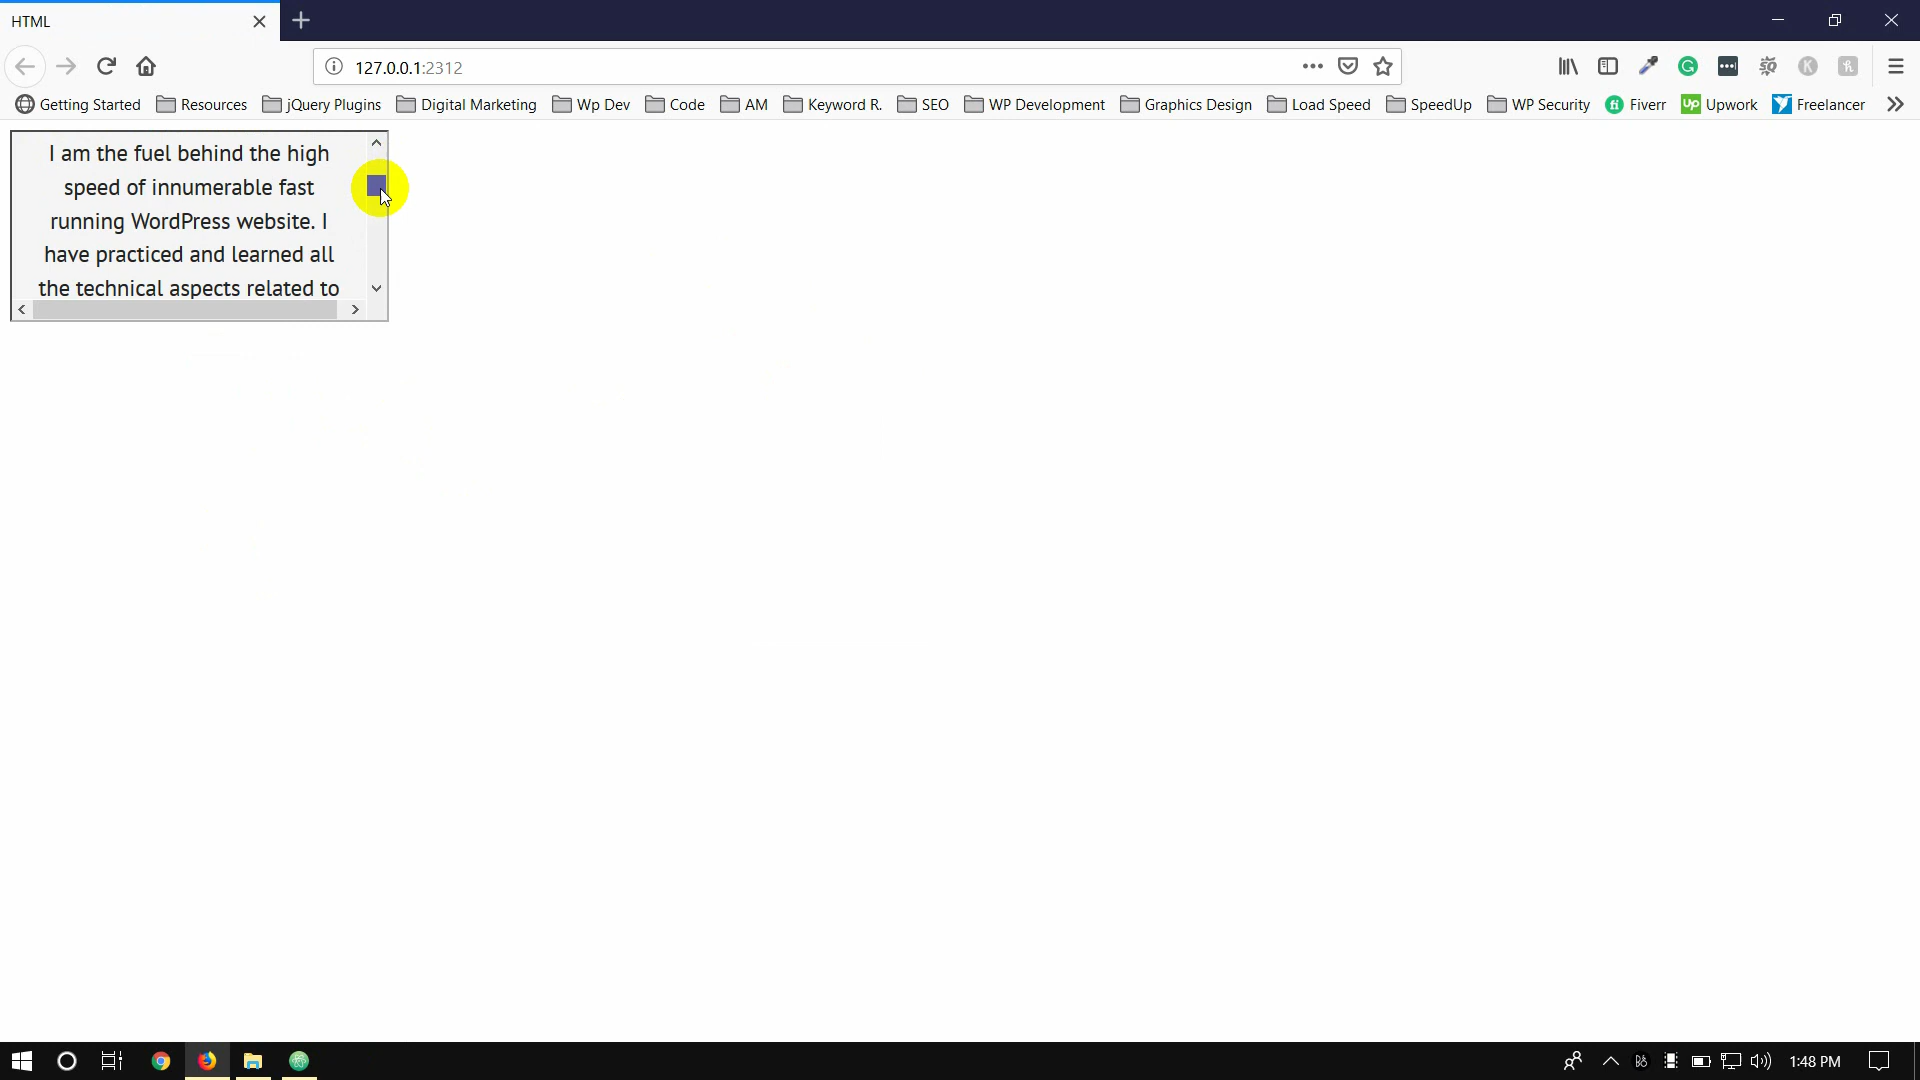 HTML
127.0.0.1:2312
Getting Started Resources jQuery Plugins Digital Marketing Wp Dev Code AM Keyword R. SEO WP Development Graphics Design Load Speed SpeedUp WP Security Fiverr Upwork Freelancer
I am the fuel behind the high
speed of innumerable fast
running WordPress website. I
have practiced and learned all
the technical aspects related to
1:48 PM